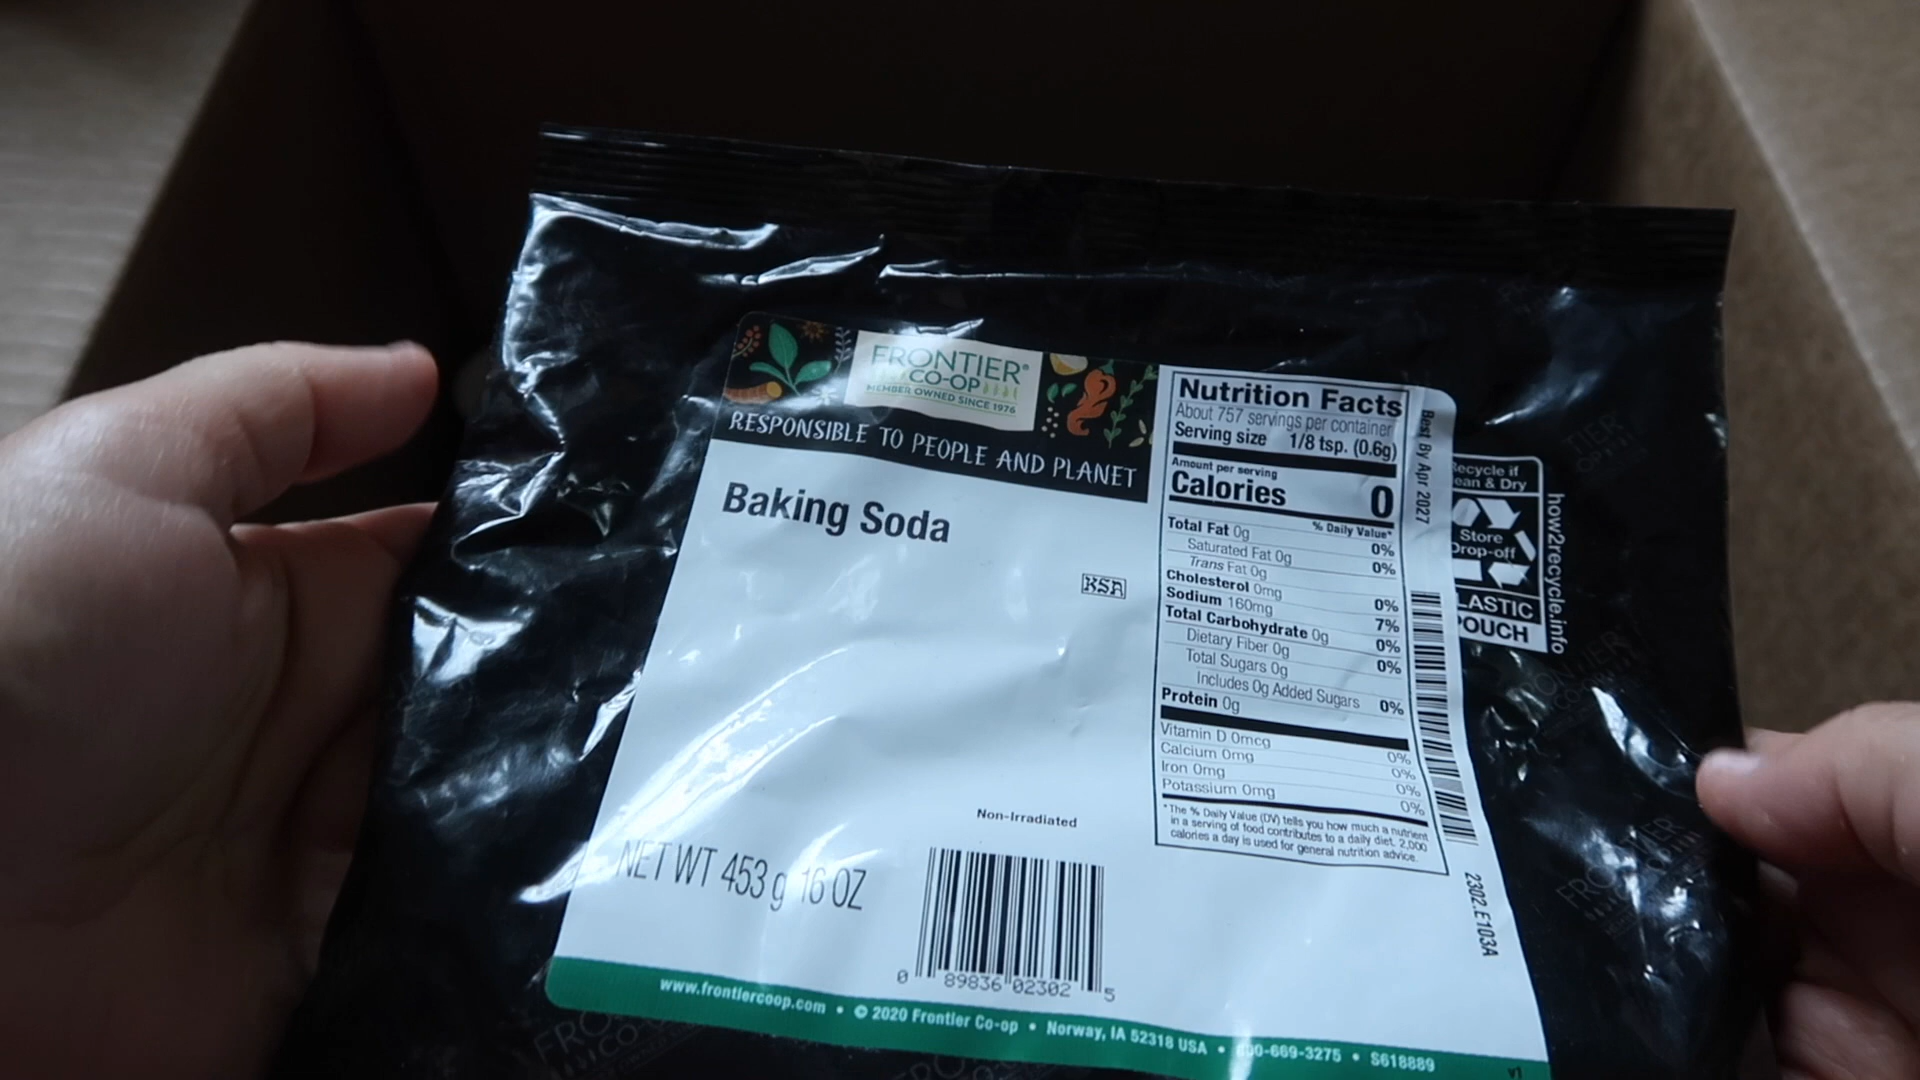 FRONTIER®
CO-OP
MEMBER OWNED SINCE 1976
RESPONSIBLE TO PEOPLE AND PLANET
Baking Soda
KSA
Non-Irradiated
NET WT 453 g 16 OZ
0 89836 02302 5
www.frontiercoop.com • © 2020 Frontier Co-op • Norway, IA 52318 USA • 800-669-3275 • S618889
v1
Nutrition Facts
About 757 servings per container
Serving size 1/8 tsp. (0.6g)
Amount per serving
Calories 0
% Daily Value*
Total Fat 0g 0%
Saturated Fat 0g 0%
Trans Fat 0g
Cholesterol 0mg 0%
Sodium 160mg 7%
Total Carbohydrate 0g 0%
Dietary Fiber 0g 0%
Total Sugars 0g
Includes 0g Added Sugars 0%
Protein 0g
Vitamin D 0mcg 0%
Calcium 0mg 0%
Iron 0mg 0%
Potassium 0mg 0%
*The % Daily Value (DV) tells you how much a nutrient
in a serving of food contributes to a daily diet. 2,000
calories a day is used for general nutrition advice.
Best By Apr 2027
2302.E103A
ecycle if
ean & Dry
Store
Drop-off
LASTIC
POUCH
how2recycle.info